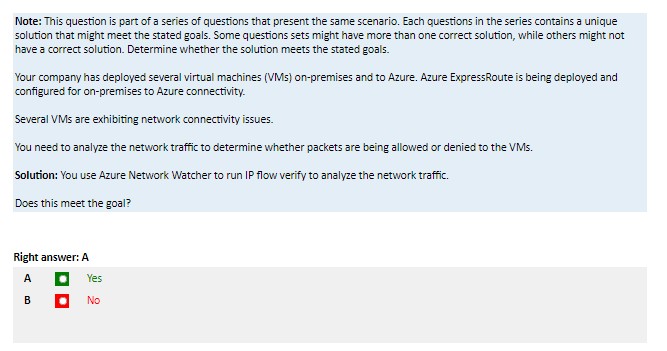 Note: This question is part of a series of questions that present the same scenario. Each questions in the series contains a unique
solution that might meet the stated goals. Some questions sets might have more than one correct solution, while others might not
have a correct solution. Determine whether the solution meets the stated goals.
Your company has deployed several virtual machines (VMs) on-premises and to Azure. Azure ExpressRoute is being deployed and
configured for on-premises to Azure connectivity.
Several VMs are exhibiting network connectivity issues.
You need to analyze the network traffic to determine whether packets are being allowed or denied to the VMs.
Solution: You use Azure Network Watcher to run IP flow verify to analyze the network traffic.
Does this meet the goal?
Right answer: A
A Yes
B No